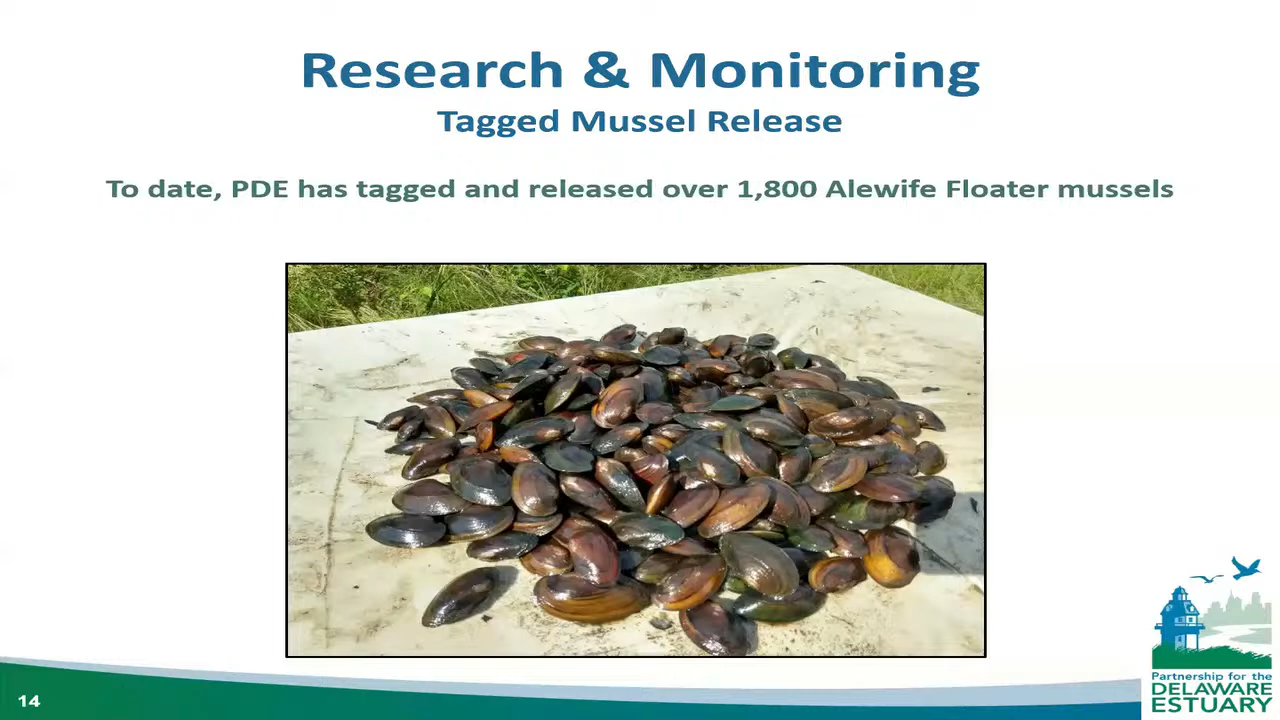 Research & Monitoring
Tagged Mussel Release
To date, PDE has tagged and released over 1,800 Alewife Floater mussels
14
Partnership for the
DELAWARE
ESTUARY